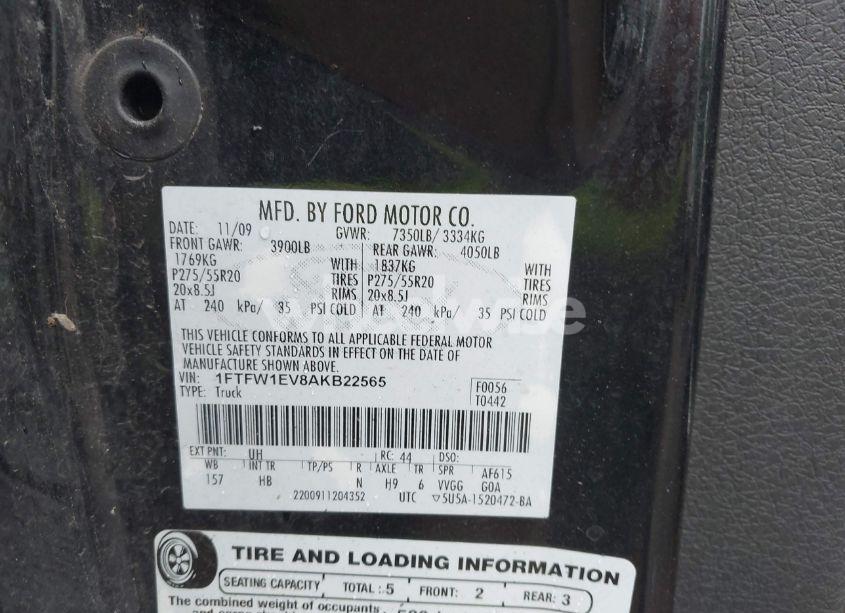 MFD. BY FORD MOTOR CO.
DATE: 11/09 GVWR: 7350LB/ 3334KG
FRONT GAWR: 3900LB REAR GAWR: 4050LB
1769KG WITH 1837KG WITH
P275/55R20 TIRES P275/55R20 TIRES
20x8.5J RIMS 20x8.5J RIMS
AT 240 kPa/ 35 PSI COLD AT 240 kPa/ 35 PSI COLD
THIS VEHICLE CONFORMS TO ALL APPLICABLE FEDERAL MOTOR
VEHICLE SAFETY STANDARDS IN EFFECT ON THE DATE OF
MANUFACTURE SHOWN ABOVE.
VIN: 1FTFW1EV8AKB22565 F0056
TYPE: Truck T0442
EXT PNT: UH RC: 44 DSO:
WB INT TR TP/PS R AXLE TR SPR AF615
157 HB N H9 6 VVGG GOA
2200911204352 UTC ▽5U5A-1520472-BA
TIRE AND LOADING INFORMATION
SEATING CAPACITY TOTAL: 5 FRONT: 2 REAR: 3
The combined weight of occupants